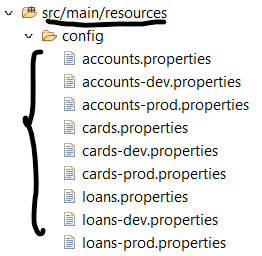 src/main/resources
config
accounts.properties
accounts-dev.properties
accounts-prod.properties
cards.properties
cards-dev.properties
cards-prod.properties
loans.properties
loans-dev.properties
loans-prod.properties